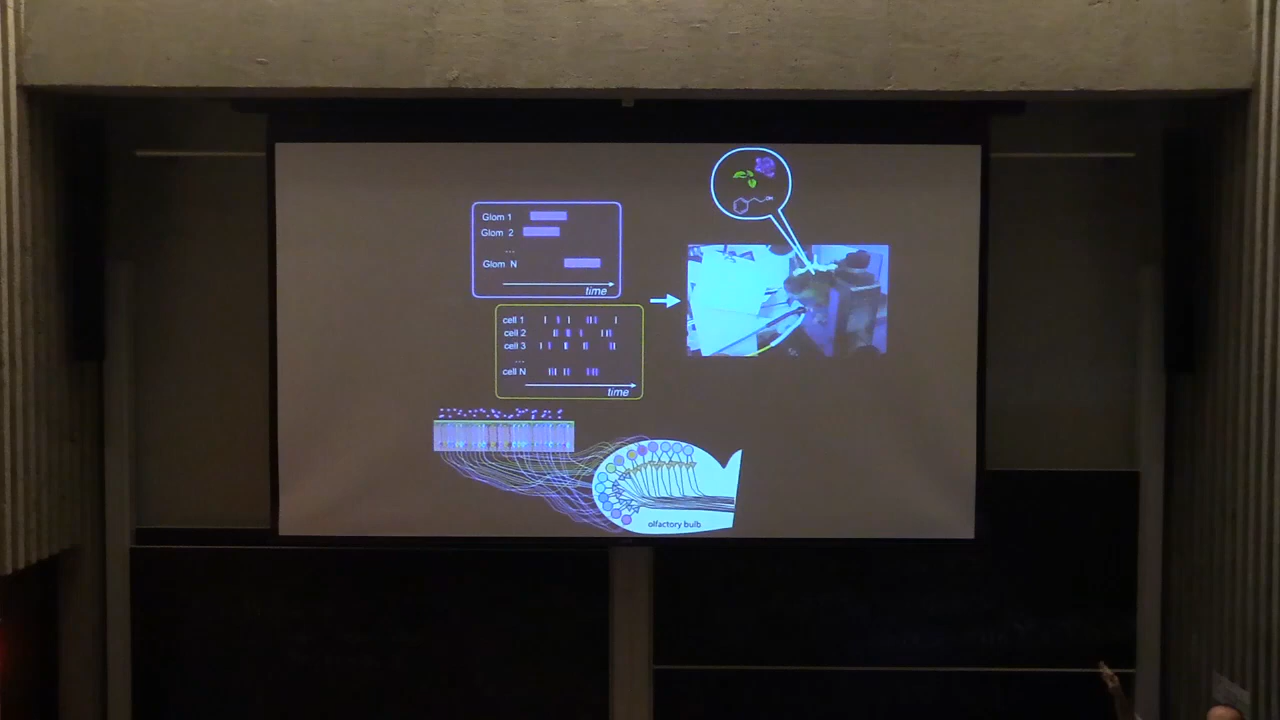 Glom 1
Glom 2
...
Glom N
time
cell 1
cell 2
cell 3
...
cell N
time
olfactory bulb